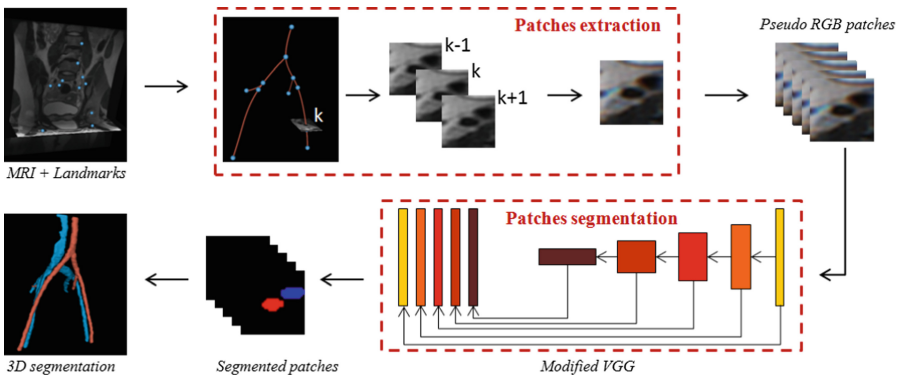 Patches extraction
Pseudo RGB patches
k-1
k
k+1
k
MRI + Landmarks
Patches segmentation
3D segmentation
Segmented patches
Modified VGG